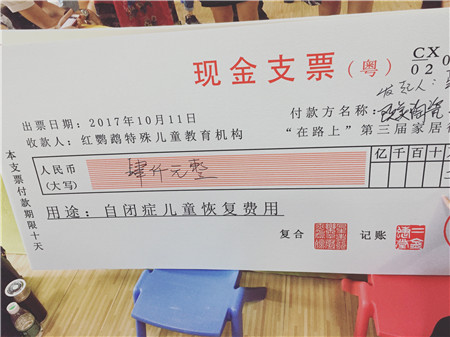 现金支票（粤）
CX
02 0
发起人：
出票日期：2017年10月11日
付款方名称：
收款人：红鹦鹉特殊儿童教育机构
“在路上”第三届家居
本支票付款期限十天
人民币
（大写）
肆仟元整
亿千百十
用途：自闭症儿童恢复费用
复合
记账